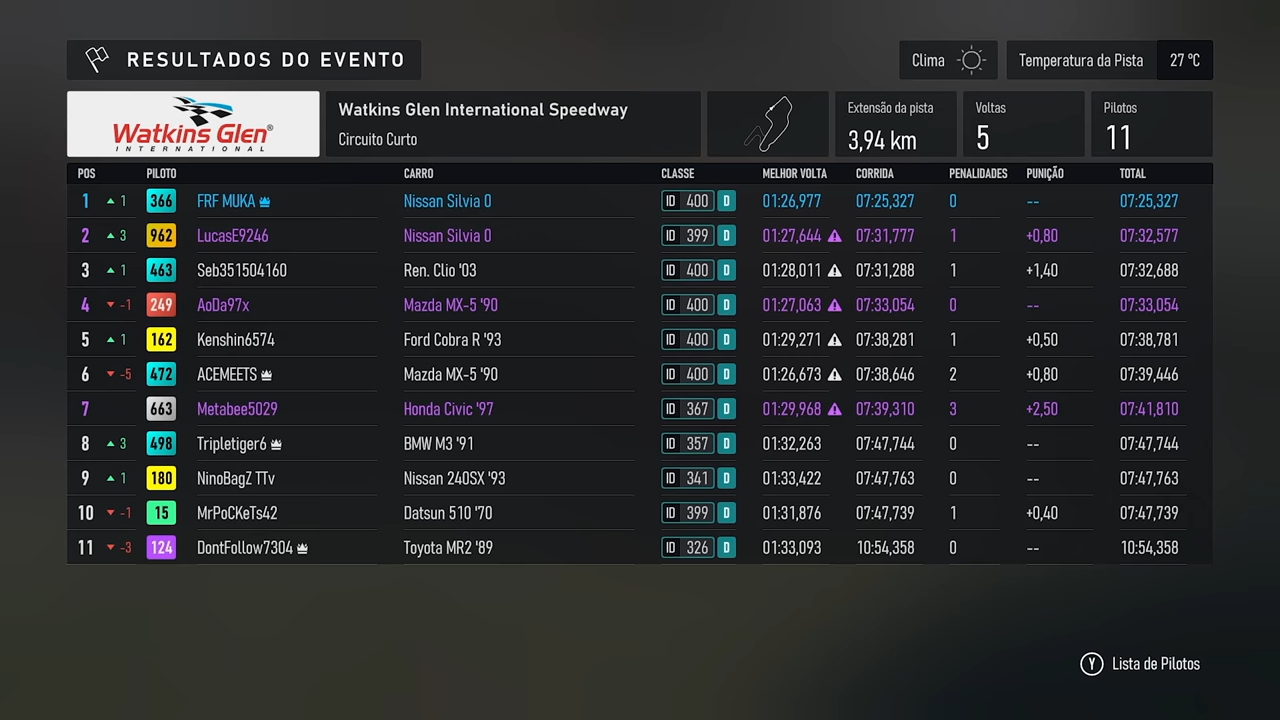 RESULTADOS DO EVENTO
Clima
Temperatura da Pista 27 ºC
Watkins Glen®
INTERNATIONAL
Watkins Glen International Speedway
Circuito Curto
Extensão da pista
3,94 km
Voltas
5
Pilotos
11
POS PILOTO CARRO CLASSE MELHOR VOLTA CORRIDA PENALIDADES PUNIÇÃO TOTAL
1 1 366 FRF MUKA Nissan Silvia Q ID 400 D 01:26,977 07:25,327 0 -- 07:25,327
2 3 962 LucasE9246 Nissan Silvia Q ID 399 D 01:27,644 07:31,777 1 +0,80 07:32,577
3 1 463 Seb351504160 Ren. Clio '03 ID 400 D 01:28,011 07:31,288 1 +1,40 07:32,688
4 -1 249 AoDa97x Mazda MX-5 '90 ID 400 D 01:27,063 07:33,054 0 -- 07:33,054
5 1 162 Kenshin6574 Ford Cobra R '93 ID 400 D 01:29,271 07:38,281 1 +0,50 07:38,781
6 -5 472 ACEMEETS Mazda MX-5 '90 ID 400 D 01:26,673 07:38,646 2 +0,80 07:39,446
7 663 Metabee5029 Honda Civic '97 ID 367 D 01:29,968 07:39,310 3 +2,50 07:41,810
8 3 498 Tripletiger6 BMW M3 '91 ID 357 D 01:32,263 07:47,744 0 -- 07:47,744
9 1 180 NinoBagZ TTv Nissan 240SX '93 ID 341 D 01:33,422 07:47,763 0 -- 07:47,763
10 -1 15 MrPoCKeTs42 Datsun 510 '70 ID 399 D 01:31,876 07:47,739 1 +0,40 07:47,739
11 -3 124 DontFollow7304 Toyota MR2 '89 ID 326 D 01:33,093 10:54,358 0 -- 10:54,358
Y Lista de Pilotos